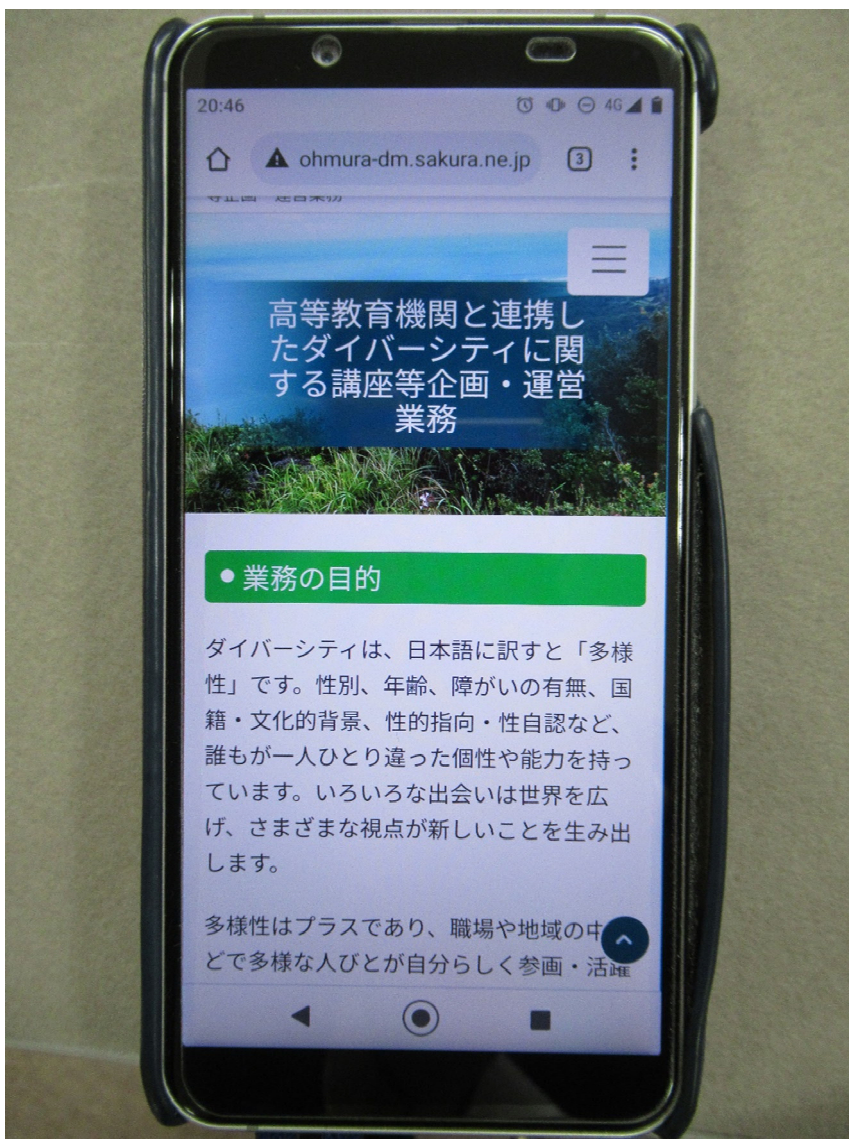 20:46
4G
ohmura-dm.sakura.ne.jp
3
等企画・運営業務
高等教育機関と連携し
たダイバーシティに関
する講座等企画・運営
業務
業務の目的
ダイバーシティは、日本語に訳すと「多様
性」です。性別、年齢、障がいの有無、国
籍・文化的背景、性的指向・性自認など、
誰もが一人ひとり違った個性や能力を持っ
ています。いろいろな出会いは世界を広
げ、さまざまな視点が新しいことを生み出
します。
多様性はプラスであり、職場や地域の中
どで多様な人びとが自分らしく参画・活躍